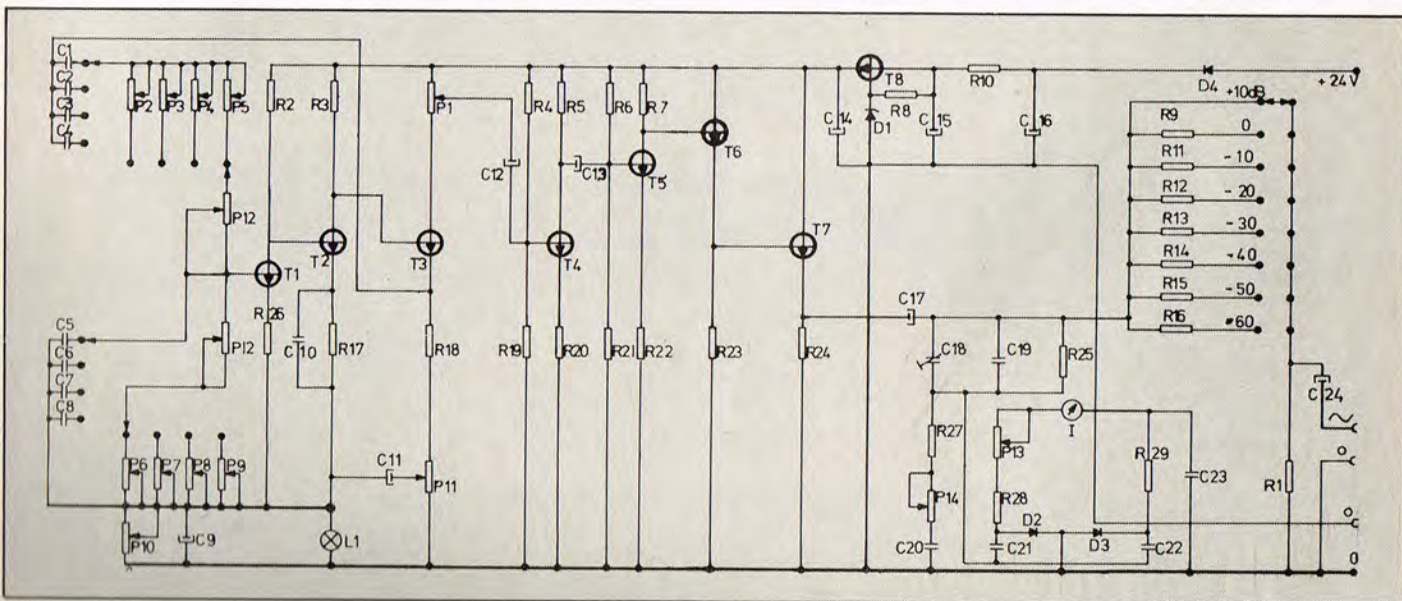 C1
C2
C3
C4
P2 P3 P4 P5
R2 R3 P1 R4 R5 R6 R7
T8 R10 D4 +24V
R8 D1 C14 C15 C16
+10dB
R9 0
R11 -10
R12 -20
R13 -30
R14 -40
R15 -50
R16 -60
C12 C13 T5 T6
P12
T1 T2 T3 T4 T7
R26
C5
C6
C7
C8
P12
C10 R17 R18 R19 R20 R21 R22 R23 R24
C17 C18 C19 R25
C24
~
P6 P7 P8 P9
C11 P11
R27 P13 I R29 C23 R1
P14 R28
0
0
P10 C9 L1
C20 C21 D2 D3 C22
0